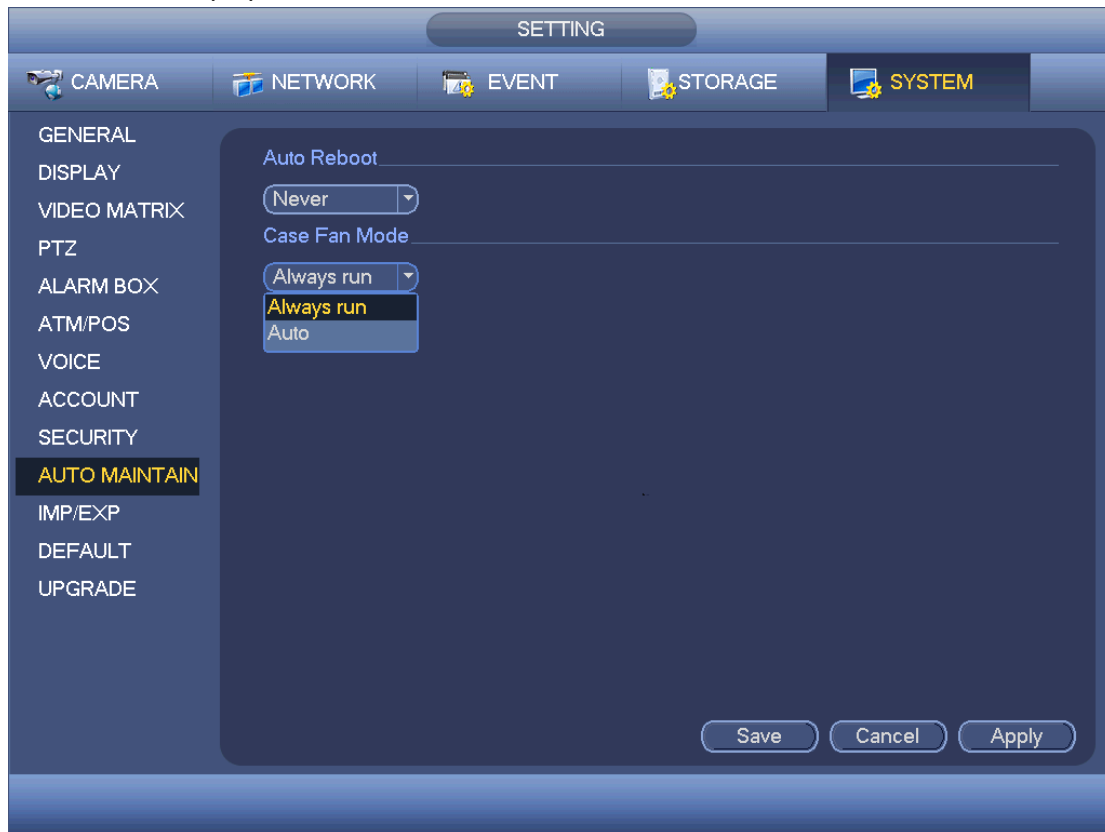 SETTING
CAMERA NETWORK EVENT STORAGE SYSTEM
GENERAL
DISPLAY
VIDEO MATRIX
PTZ
ALARM BOX
ATM/POS
VOICE
ACCOUNT
SECURITY
AUTO MAINTAIN
IMP/EXP
DEFAULT
UPGRADE
Auto Reboot
Never
Case Fan Mode
Always run
Always run
Auto
Save Cancel Apply